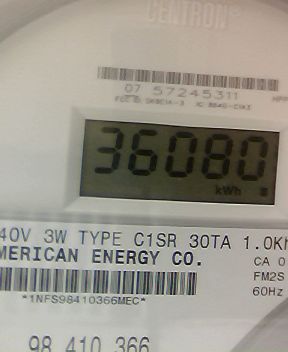 CENTRON®
07 57245311
36080
kWh
40V 3W TYPE C1SR 30TA 1.0Kh
MERICAN ENERGY CO.
CA 0
FM2S
*1NFS98410366MEC*
60Hz
98 410 366